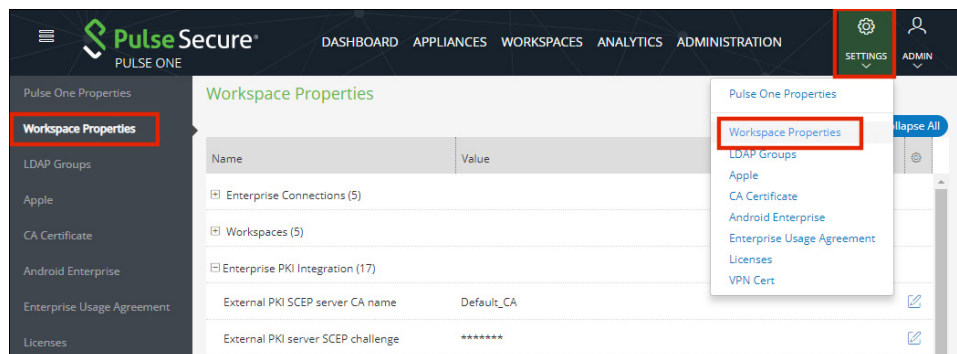 Pulse Secure®
PULSE ONE
DASHBOARD APPLIANCES WORKSPACES ANALYTICS ADMINISTRATION
SETTINGS
ADMIN
Pulse One Properties
Workspace Properties
LDAP Groups
Apple
CA Certificate
Android Enterprise
Enterprise Usage Agreement
Licenses
Workspace Properties
Pulse One Properties
Workspace Properties
LDAP Groups
Apple
CA Certificate
Android Enterprise
Enterprise Usage Agreement
Licenses
VPN Cert
llapse All
Name Value
Enterprise Connections (5)
Workspaces (5)
Enterprise PKI Integration (17)
External PKI SCEP server CA name Default_CA
External PKI server SCEP challenge *******